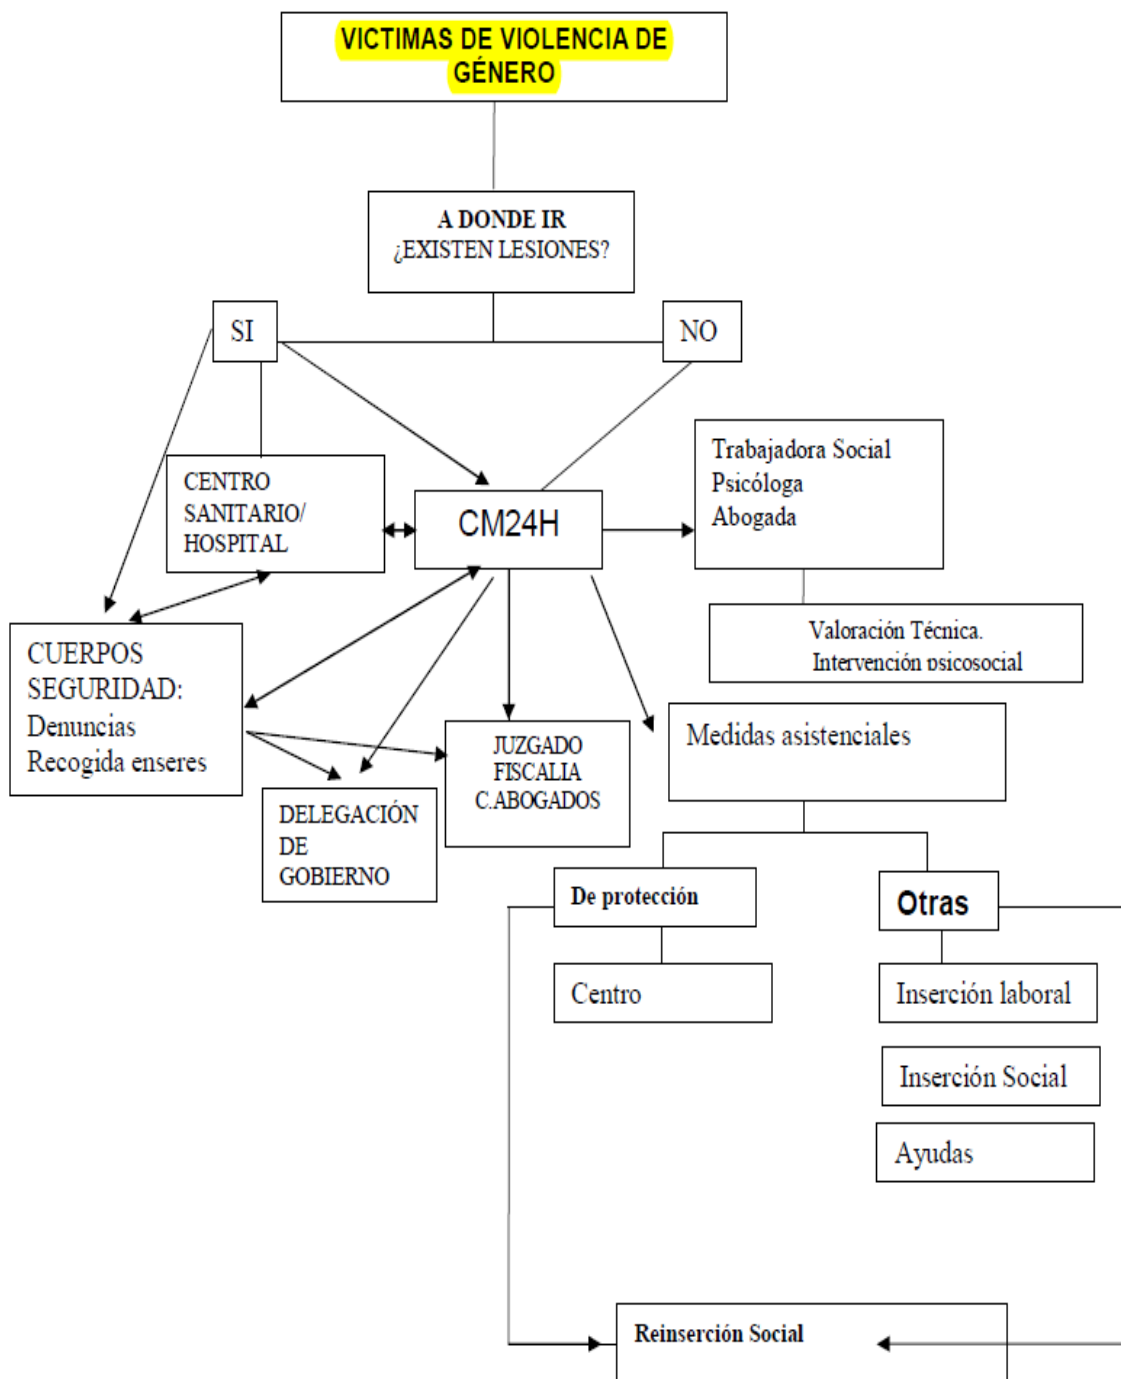 VICTIMAS DE VIOLENCIA DE
GÉNERO
A DONDE IR
¿EXISTEN LESIONES?
SI
NO
Trabajadora Social
Psicóloga
Abogada
CENTRO
SANITARIO/
HOSPITAL
CM24H
Valoración Técnica.
Intervención psicosocial
CUERPOS
SEGURIDAD:
Denuncias
Recogida enseres
Medidas asistenciales
JUZGADO
FISCALIA
C.ABOGADOS
DELEGACIÓN
DE
GOBIERNO
De protección
Otras
Centro
Inserción laboral
Inserción Social
Ayudas
Reinserción Social